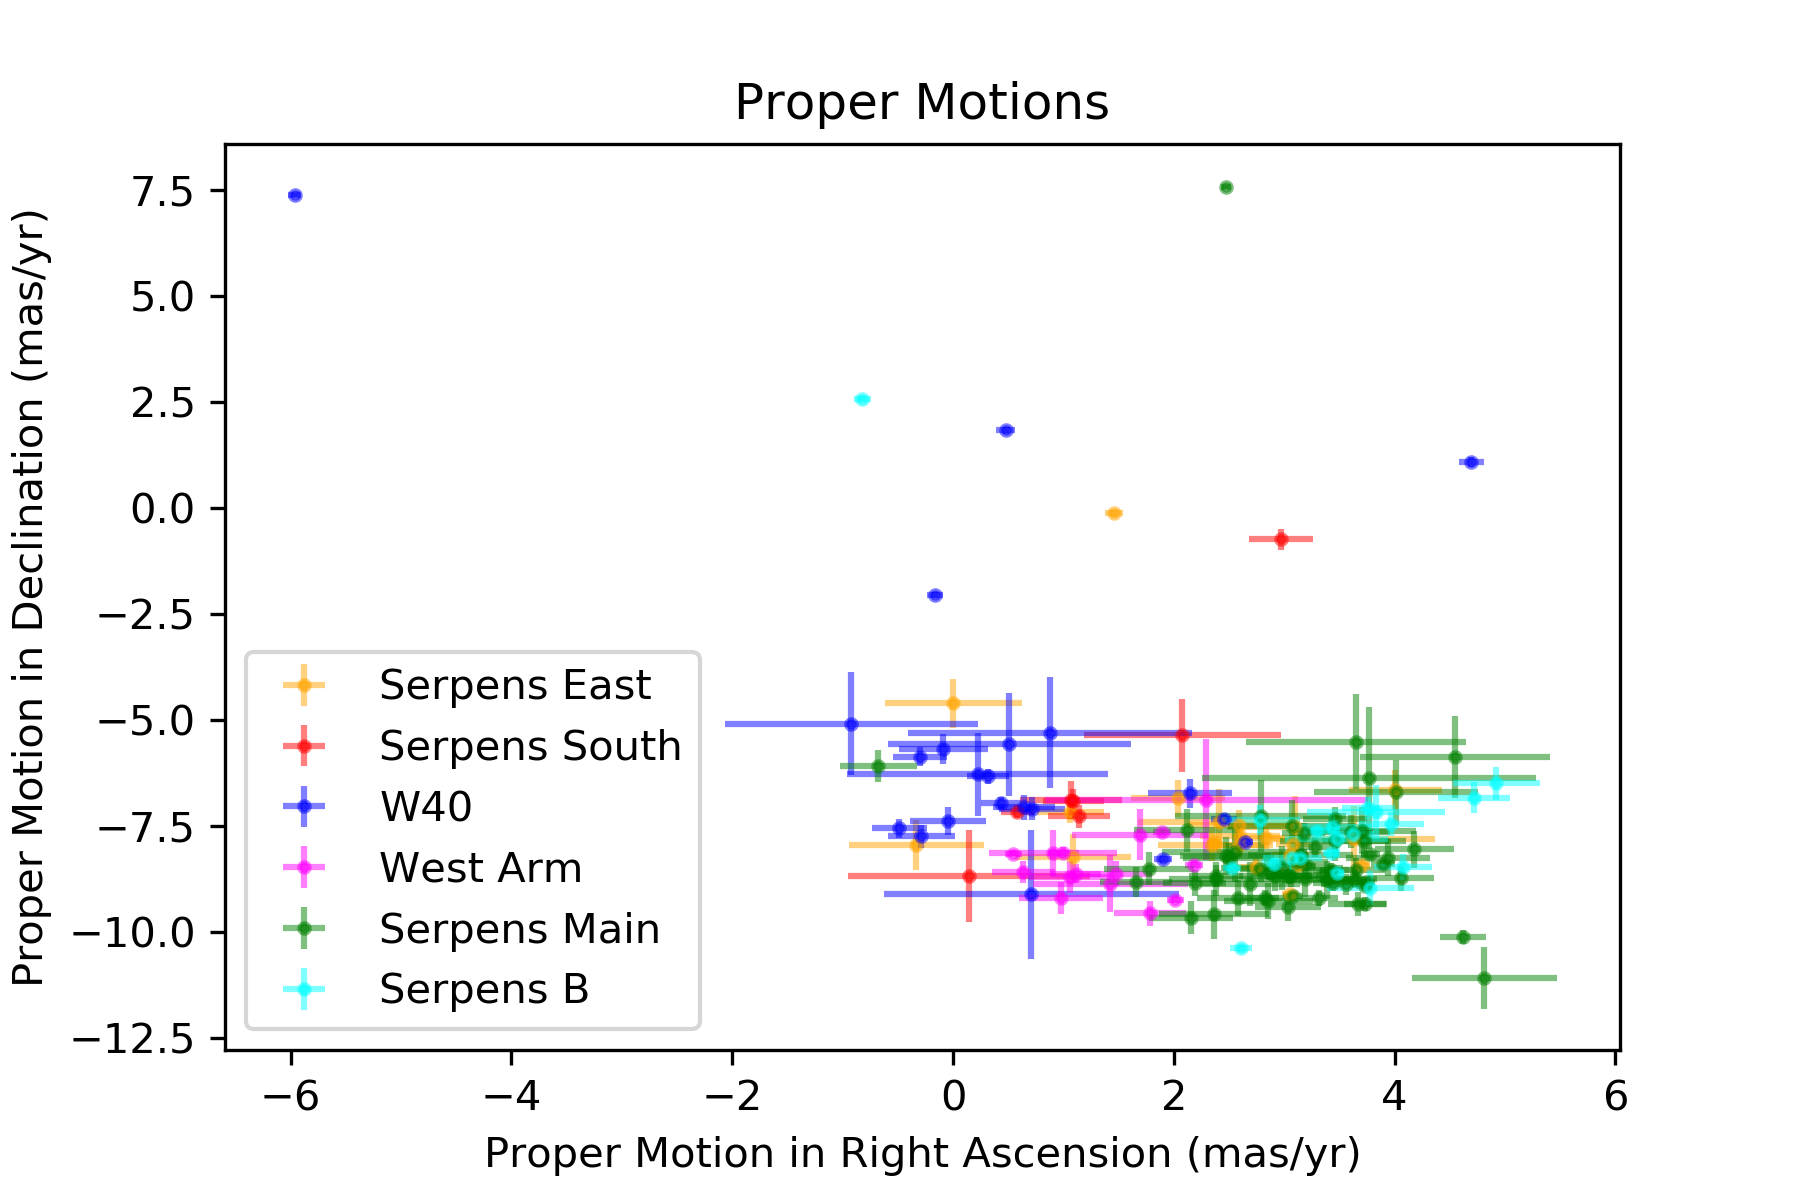 Proper Motions
Proper Motion in Declination (mas/yr)
7.5
5.0
2.5
0.0
−2.5
−5.0
−7.5
−10.0
−12.5
Serpens East
Serpens South
W40
West Arm
Serpens Main
Serpens B
−6 −4 −2 0 2 4 6
Proper Motion in Right Ascension (mas/yr)